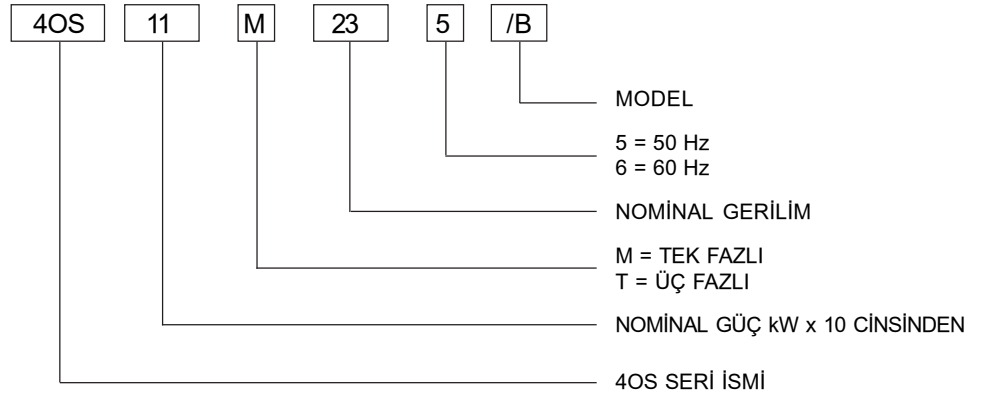 4OS 11 M 23 5 /B
MODEL
5 = 50 Hz
6 = 60 Hz
NOMİNAL GERİLİM
M = TEK FAZLI
T = ÜÇ FAZLI
NOMİNAL GÜÇ kW x 10 CİNSİNDEN
4OS SERİ İSMİ